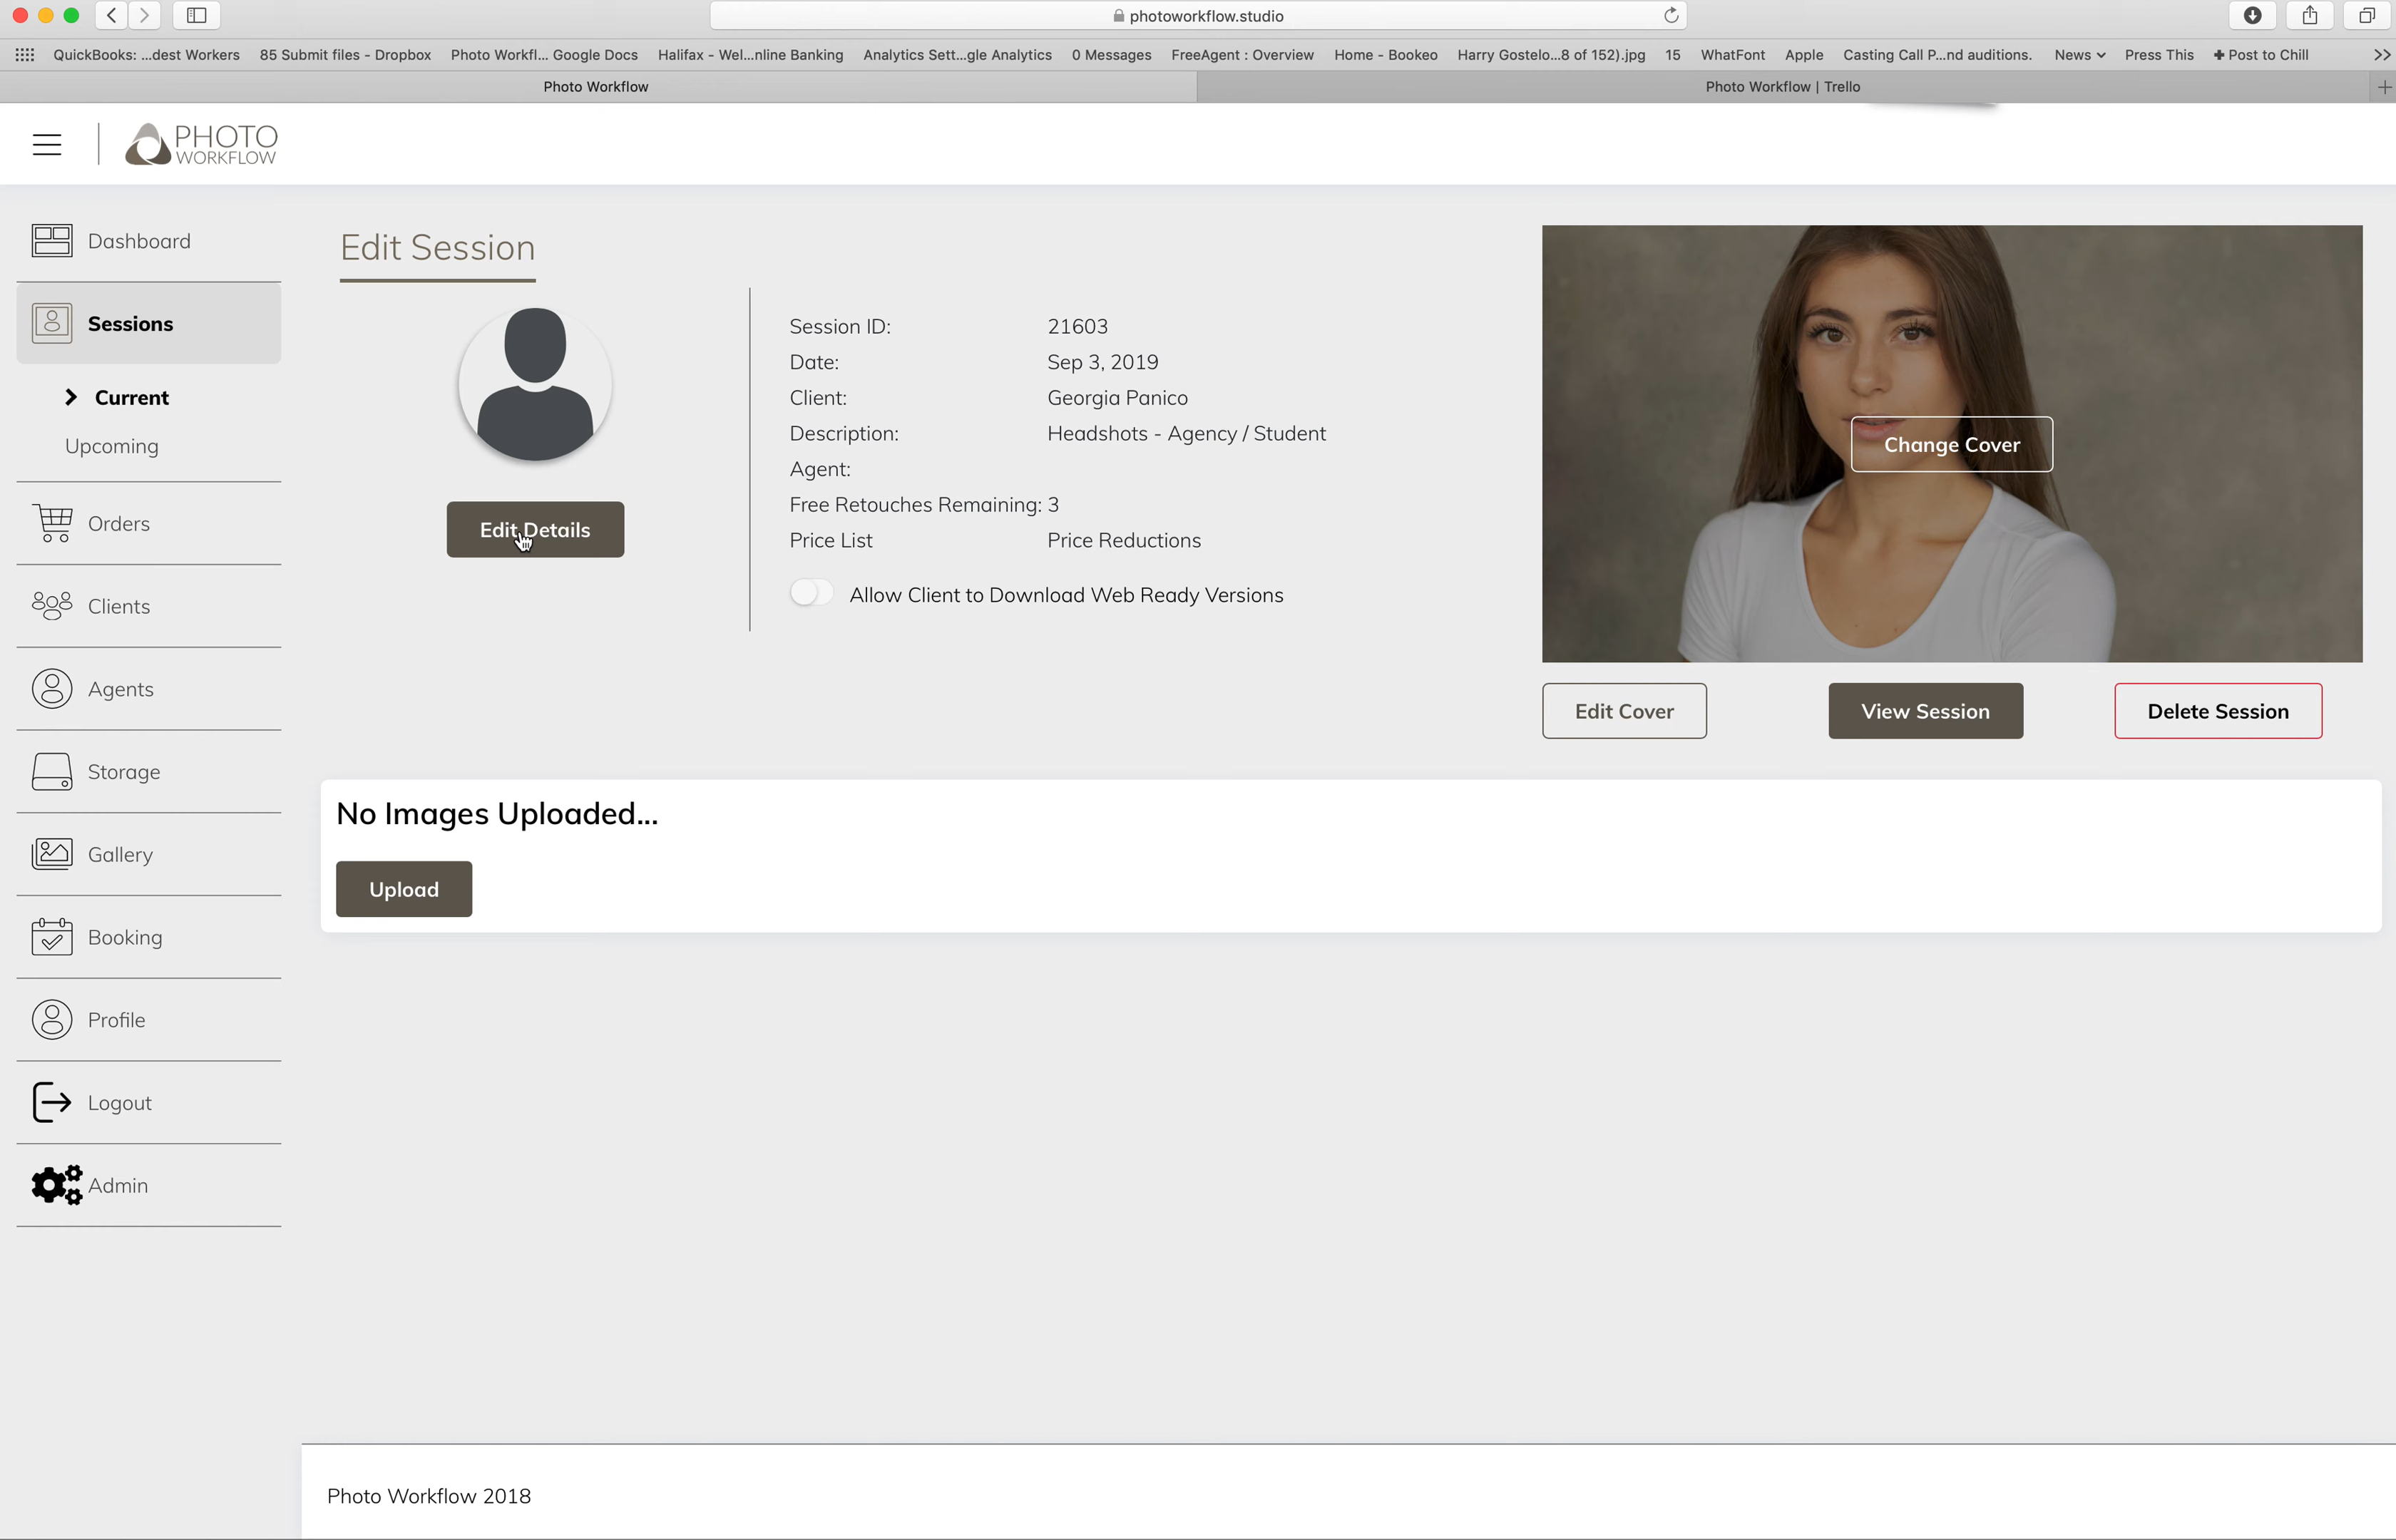 photoworkflow.studio
QuickBooks: ...dest Workers 85 Submit files - Dropbox Photo Workfl... Google Docs Halifax - Wel...nline Banking Analytics Sett...gle Analytics 0 Messages FreeAgent : Overview Home - Bookeo Harry Gostelo...8 of 152).jpg 15 WhatFont Apple Casting Call P...nd auditions. News Press This + Post to Chill
Photo Workflow Photo Workflow | Trello
PHOTO
WORKFLOW
Dashboard
Sessions
Current
Upcoming
Orders
Clients
Agents
Storage
Gallery
Booking
Profile
Logout
Admin
Edit Session
Edit Details
Session ID: 21603
Date: Sep 3, 2019
Client: Georgia Panico
Description: Headshots - Agency / Student
Agent:
Free Retouches Remaining: 3
Price List Price Reductions
Allow Client to Download Web Ready Versions
Change Cover
Edit Cover View Session Delete Session
No Images Uploaded...
Upload
Photo Workflow 2018